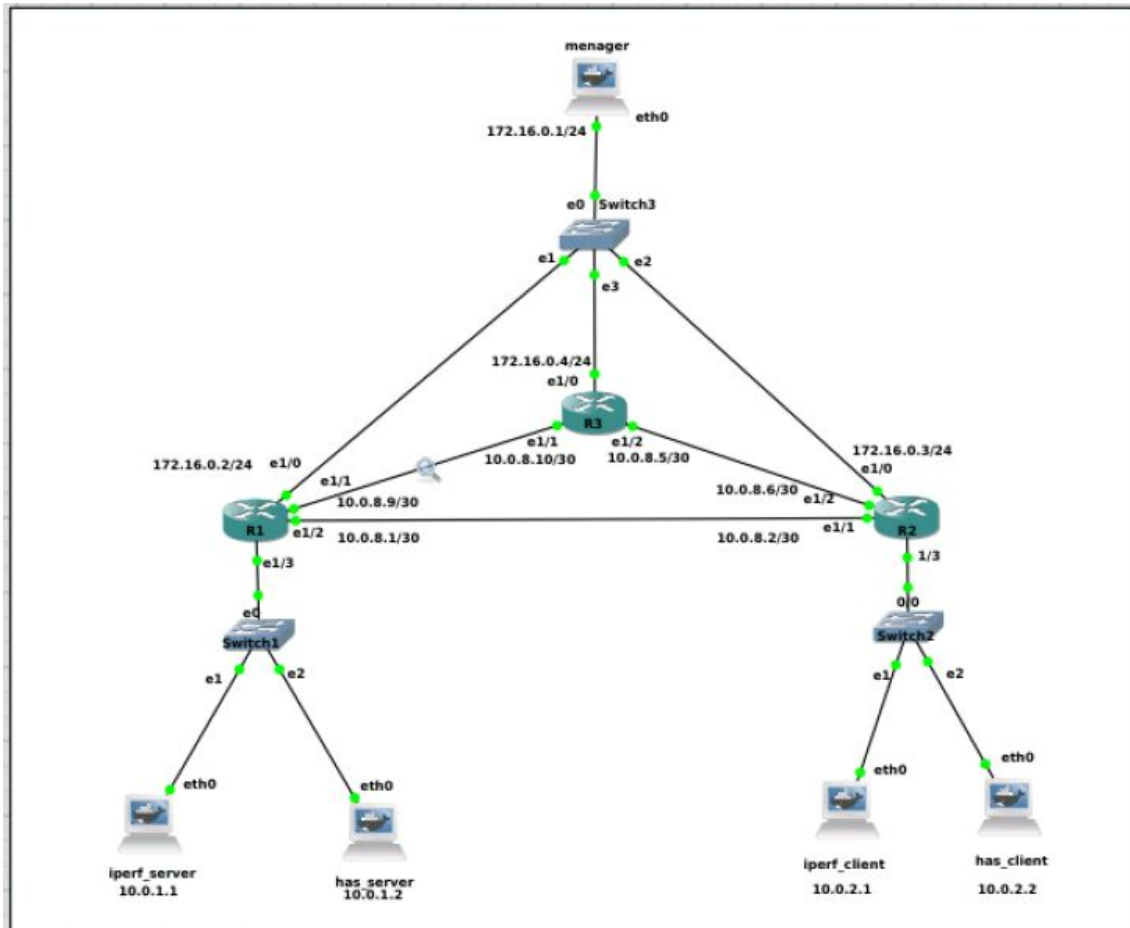 menager
eth0
172.16.0.1/24
e0 Switch3
e1
e2
e3
172.16.0.4/24
e1/0
R3
e1/1
e1/2
10.0.8.10/30
10.0.8.5/30
172.16.0.2/24
e1/0
172.16.0.3/24
e1/0
e1/1
10.0.8.9/30
10.0.8.6/30
e1/2
R1
e1/2
10.0.8.1/30
10.0.8.2/30
e1/1
R2
e1/3
1/3
e0
0/0
Switch1
Switch2
e1
e2
e1
e2
eth0
eth0
eth0
eth0
iperf_server
10.0.1.1
has_server
10.0.1.2
iperf_client
10.0.2.1
has_client
10.0.2.2